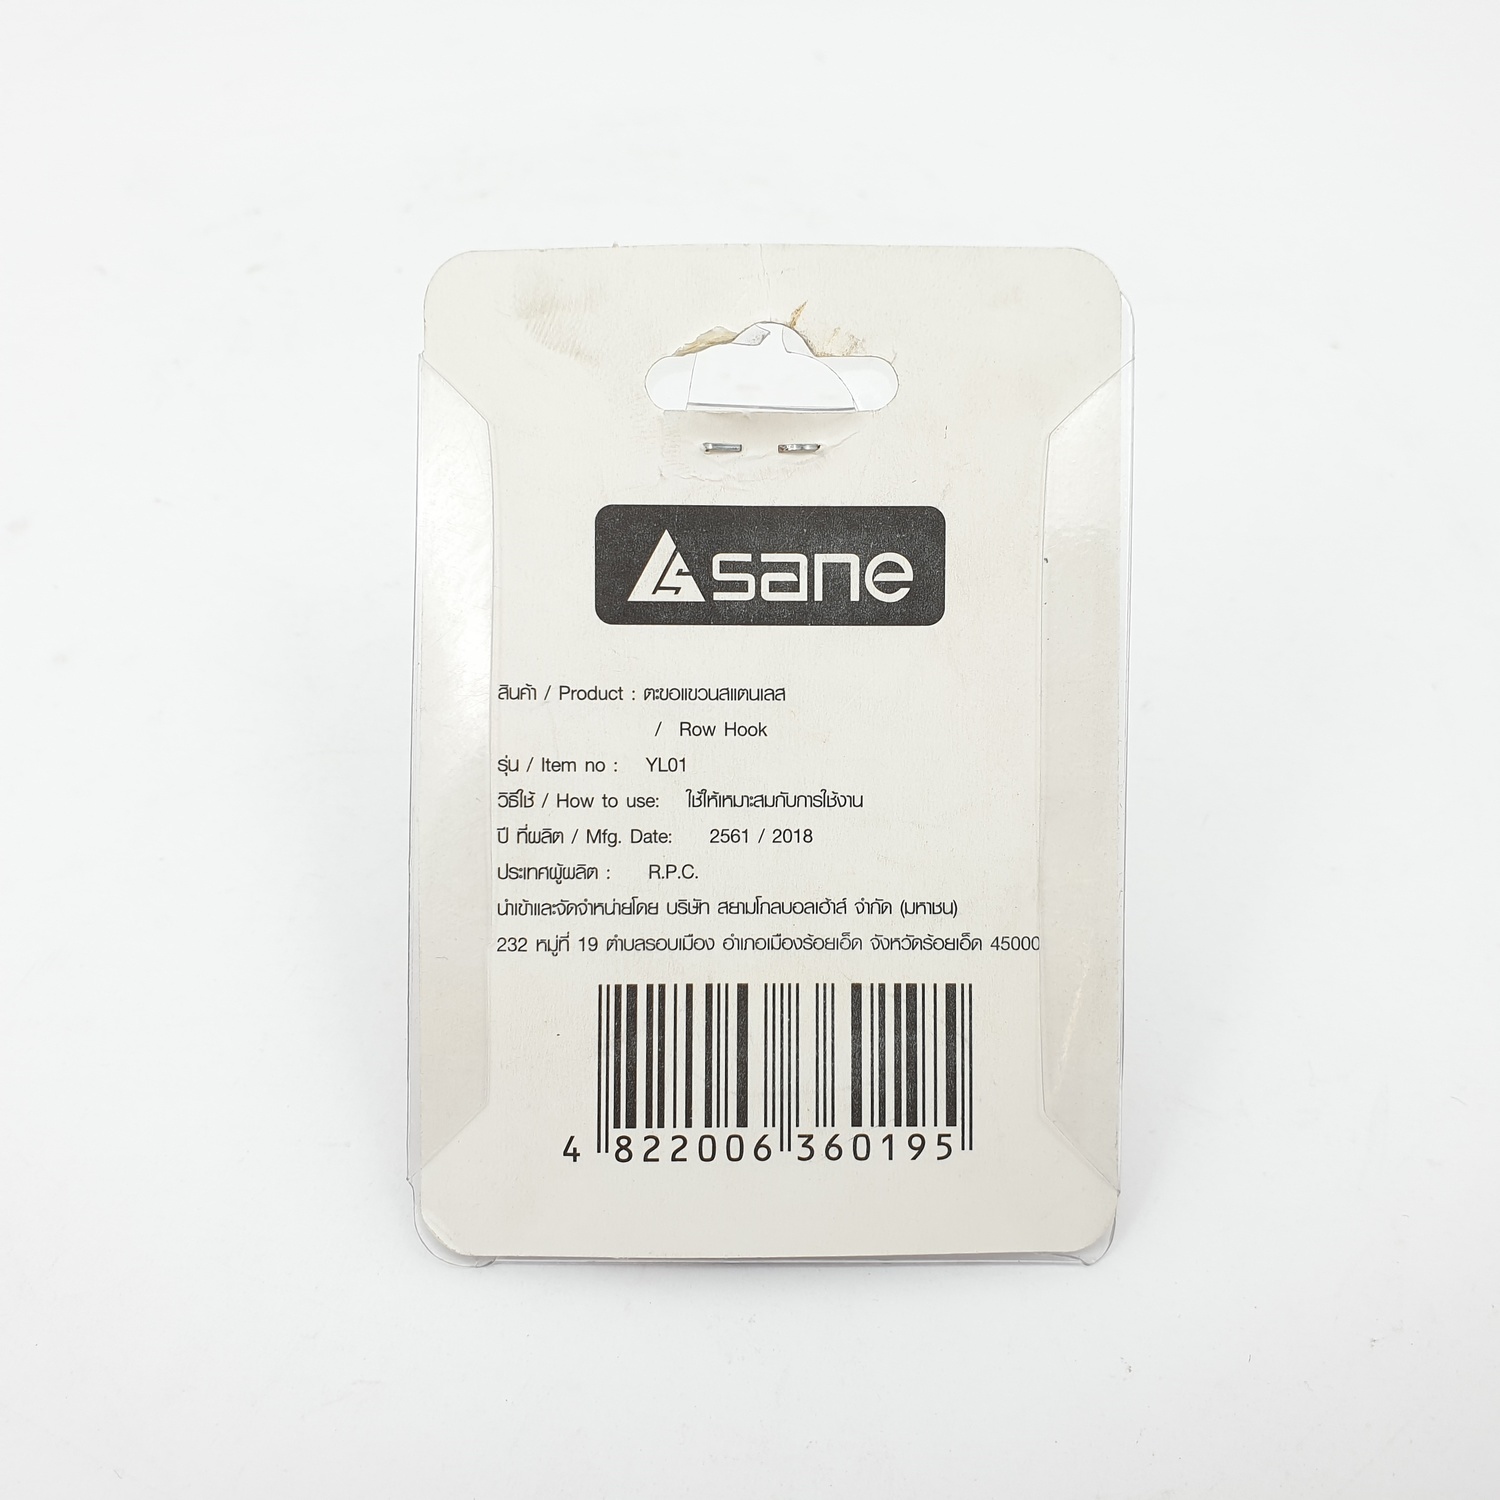 sane
สินค้า / Product : ตะขอแขวนสแตนเลส
/ Row Hook
รุ่น / Item no : YL01
วิธีใช้ / How to use: ใช้ให้เหมาะสมกับการใช้งาน
ปี ที่ผลิต / Mfg. Date: 2561 / 2018
ประเทศผู้ผลิต : R.P.C.
นำเข้าและจัดจำหน่ายโดย บริษัท สยามโกลบอลเฮ้าส์ จำกัด (มหาชน)
232 หมู่ที่ 19 ตำบลรอบเมือง อำเภอเมืองร้อยเอ็ด จังหวัดร้อยเอ็ด 45000
4 822006 360195